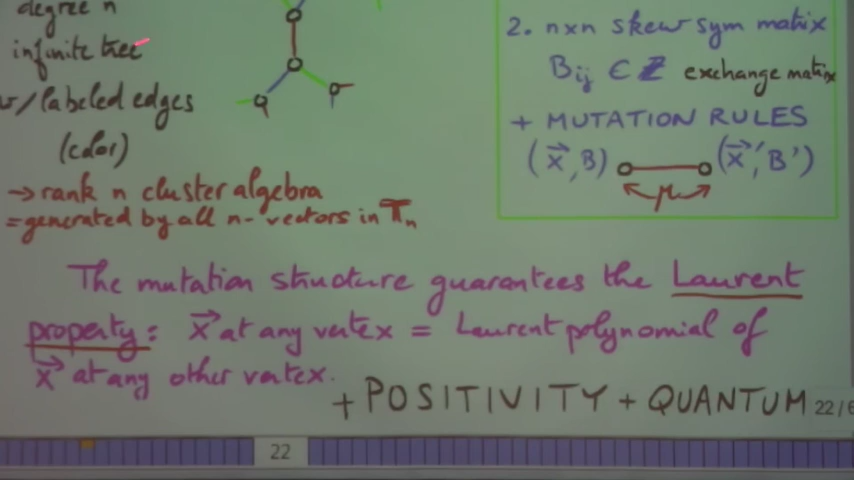 degree n
infinite tree
w/labeled edges
(color)
→ rank n cluster algebra
= generated by all n-vectors in Tn
2. nxn skew sym matrix
Bij ∈ Z exchange matrix
+ MUTATION RULES
(x⃗, B) (x⃗', B')
μ
The mutation structure guarantees the Laurent
property: x⃗ at any vertex = Laurent polynomial of
x⃗ at any other vertex.
+ POSITIVITY + QUANTUM
22/6
22